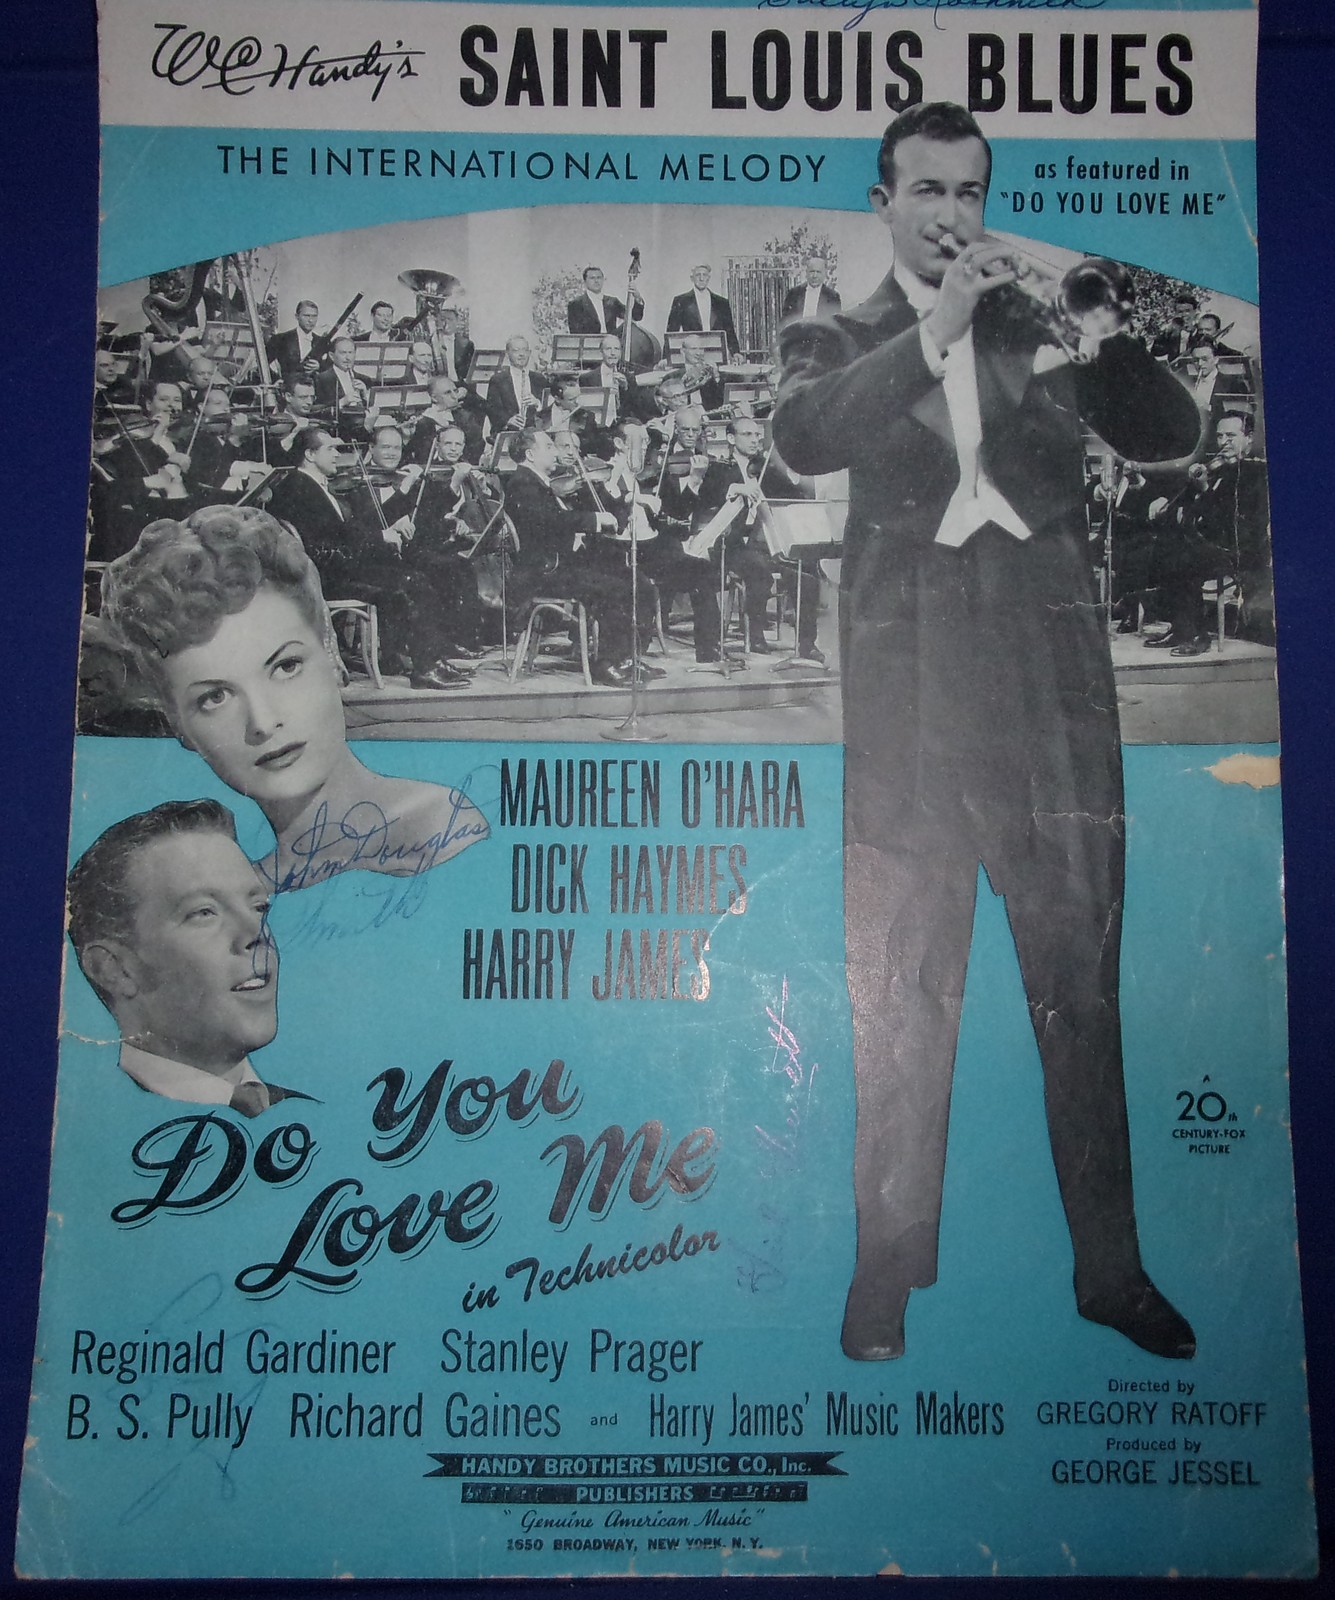 W C Handy's SAINT LOUIS BLUES
THE INTERNATIONAL MELODY
as featured in
"DO YOU LOVE ME"
MAUREEN O'HARA
DICK HAYMES
HARRY JAMES
John Douglas
Smith
Do You
Love Me
in Technicolor
A
20th
CENTURY-FOX
PICTURE
Reginald Gardiner Stanley Prager
B. S. Pully Richard Gaines and Harry James' Music Makers
Directed by
GREGORY RATOFF
Produced by
GEORGE JESSEL
HANDY BROTHERS MUSIC CO., Inc.
PUBLISHERS
"Genuine American Music"
1650 BROADWAY, NEW YORK, N. Y.